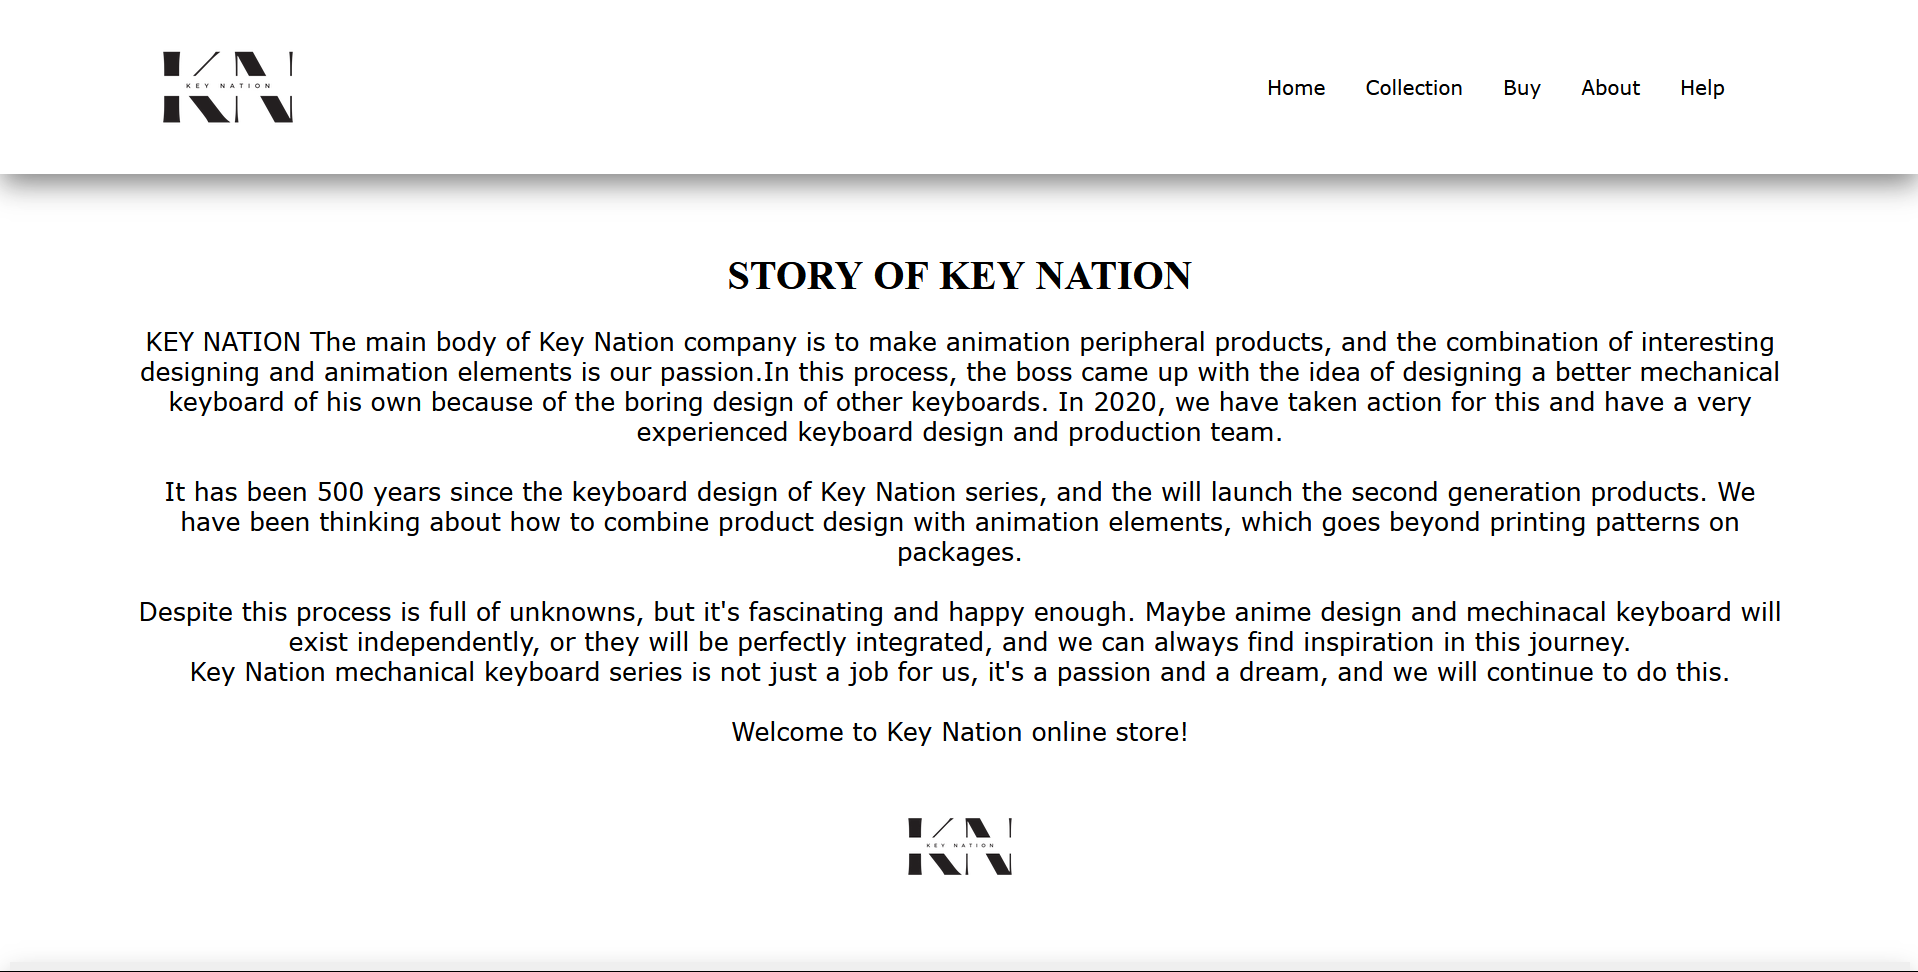 KN
KEY NATION
Home Collection Buy About Help
STORY OF KEY NATION
KEY NATION The main body of Key Nation company is to make animation peripheral products, and the combination of interesting
designing and animation elements is our passion.In this process, the boss came up with the idea of designing a better mechanical
keyboard of his own because of the boring design of other keyboards. In 2020, we have taken action for this and have a very
experienced keyboard design and production team.
It has been 500 years since the keyboard design of Key Nation series, and the will launch the second generation products. We
have been thinking about how to combine product design with animation elements, which goes beyond printing patterns on
packages.
Despite this process is full of unknowns, but it's fascinating and happy enough. Maybe anime design and mechinacal keyboard will
exist independently, or they will be perfectly integrated, and we can always find inspiration in this journey.
Key Nation mechanical keyboard series is not just a job for us, it's a passion and a dream, and we will continue to do this.
Welcome to Key Nation online store!
KN
KEY NATION